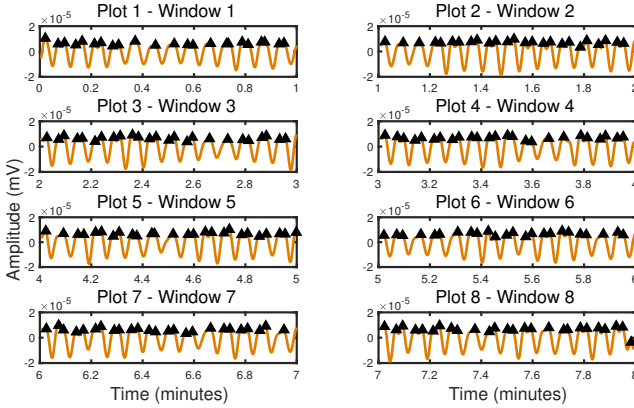 Plot 1 - Window 1
×10⁻⁵
2
0
-2
0 0.2 0.4 0.6 0.8 1
Plot 2 - Window 2
×10⁻⁵
2
0
-2
1 1.2 1.4 1.6 1.8 2
Plot 3 - Window 3
×10⁻⁵
2
0
-2
2 2.2 2.4 2.6 2.8 3
Plot 4 - Window 4
×10⁻⁵
2
0
-2
3 3.2 3.4 3.6 3.8 4
Plot 5 - Window 5
×10⁻⁵
2
0
-2
4 4.2 4.4 4.6 4.8 5
Plot 6 - Window 6
×10⁻⁵
2
0
-2
5 5.2 5.4 5.6 5.8 6
Plot 7 - Window 7
×10⁻⁵
2
0
-2
6 6.2 6.4 6.6 6.8 7
Plot 8 - Window 8
×10⁻⁵
2
0
-2
7 7.2 7.4 7.6 7.8 8
Amplitude (mV)
Time (minutes)
Time (minutes)